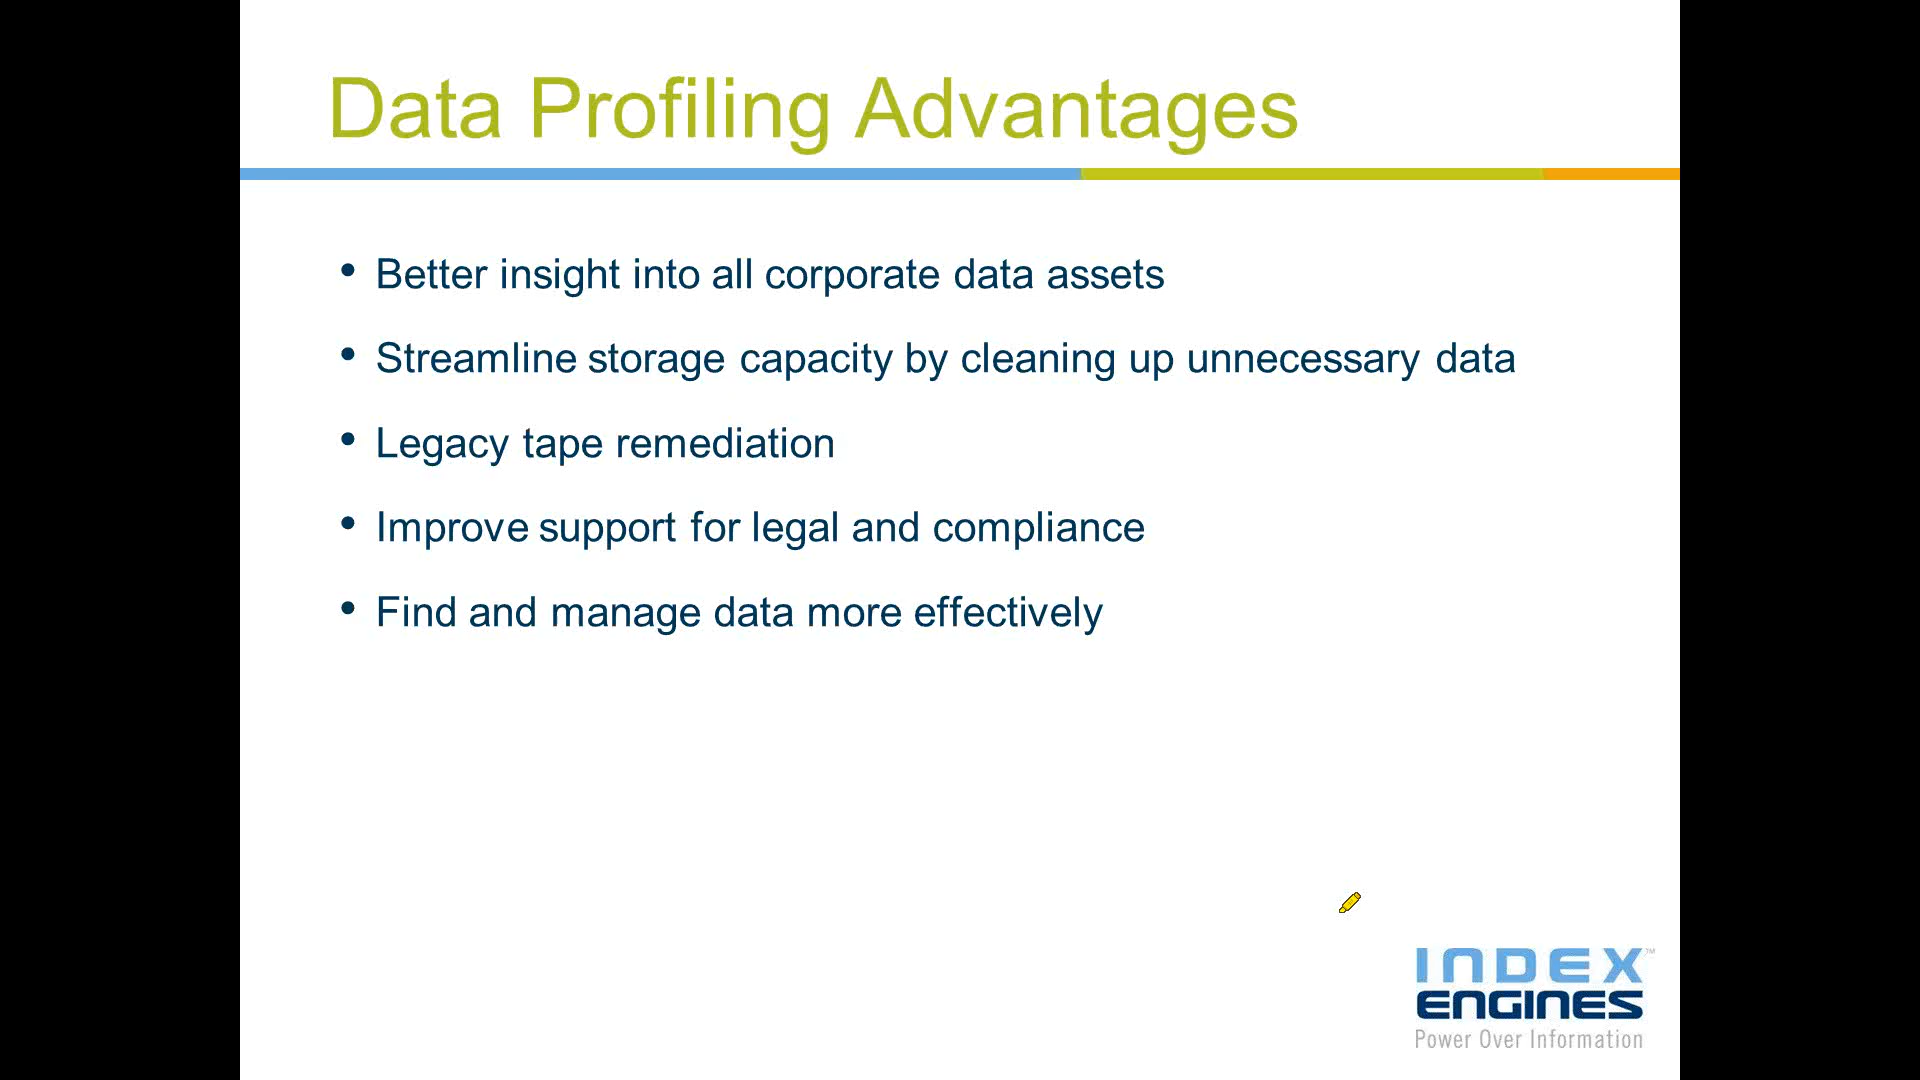 Data Profiling Advantages
• Better insight into all corporate data assets
• Streamline storage capacity by cleaning up unnecessary data
• Legacy tape remediation
• Improve support for legal and compliance
• Find and manage data more effectively
INDEX™
ENGINES
Power Over Information